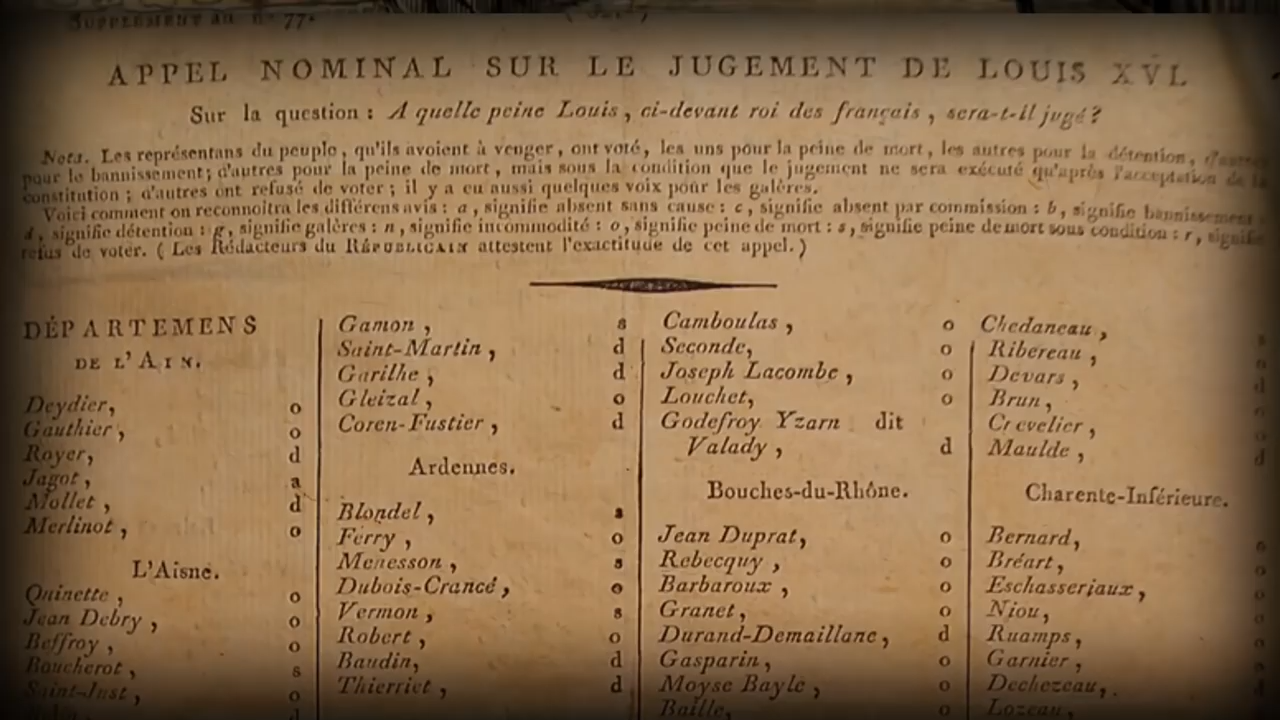 SUPPLÉMENT au n° 77.
APPEL NOMINAL SUR LE JUGEMENT DE LOUIS XVI.
Sur la question : A quelle peine Louis, ci-devant roi des français, sera-t-il jugé ?
Nota. Les représentans du peuple, qu'ils avoient à venger, ont voté, les uns pour la peine de mort, les autres pour la détention, d'autres
pour le bannissement; d'autres pour la peine de mort, mais sous la condition que le jugement ne sera exécuté qu'après l'acceptation de la
constitution ; d'autres ont refusé de voter ; il y a eu aussi quelques voix pour les galères.
Voici comment on reconnoîtra les différens avis : a, signifie absent sans cause : c, signifie absent par commission : b, signifie bannissement :
d, signifie détention : g, signifie galères : n, signifie incommodité : o, signifie peine de mort : s, signifie peine de mort sous condition : r, signifie
refus de voter. ( Les Rédacteurs du RÉPUBLICAIN attestent l'exactitude de cet appel. )
DÉPARTEMENS
DE L'AIN.
Deydier, o
Gauthier, o
Royer, d
Jagot, a
Mollet, d
Merlinot, o
L'Aisne.
Quinette, o
Jean Debry, o
Beffroy, o
Boucherot, s
Saint-Just, o
Gamon, s
Saint-Martin, d
Garilhe, d
Gleizal, o
Coren-Fustier, d
Ardennes.
Blondel, s
Ferry, o
Menesson, s
Dubois-Crancé, o
Vermon, s
Robert, o
Baudin, d
Thierriet, d
Camboulas, o
Seconde, o
Joseph Lacombe, o
Louchet, o
Godefroy Yzarn dit
Valady, d
Bouches-du-Rhône.
Jean Duprat, o
Rebecquy, o
Barbaroux, o
Granet, o
Durand-Demaillane, d
Gasparin, o
Moyse Bayle, o
Baille, o
Chedaneau,
Ribereau,
Devars,
Brun,
Crevelier,
Maulde,
Charente-Inférieure.
Bernard,
Bréart,
Eschasseriaux,
Niou,
Ruamps,
Garnier,
Dechezeau,
Lozeau,